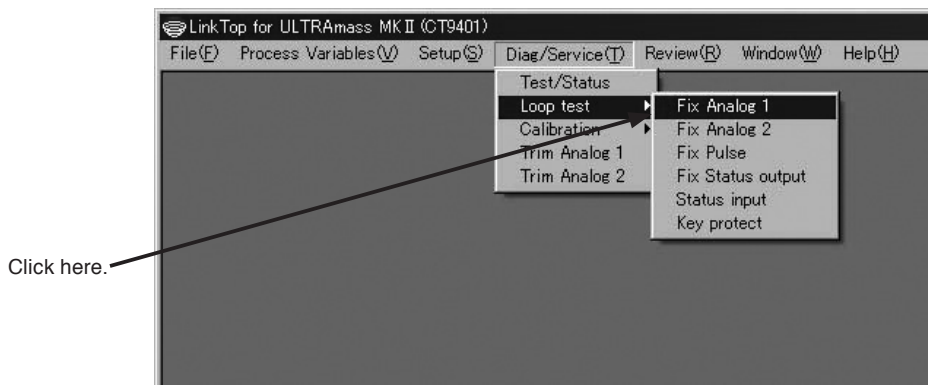 LinkTop for ULTRAmass MKⅡ (CT9401)
File(F) Process Variables(V) Setup(S) Diag/Service(T) Review(R) Window(W) Help(H)
Test/Status
Loop test
Calibration
Trim Analog 1
Trim Analog 2
Fix Analog 1
Fix Analog 2
Fix Pulse
Fix Status output
Status input
Key protect
Click here.